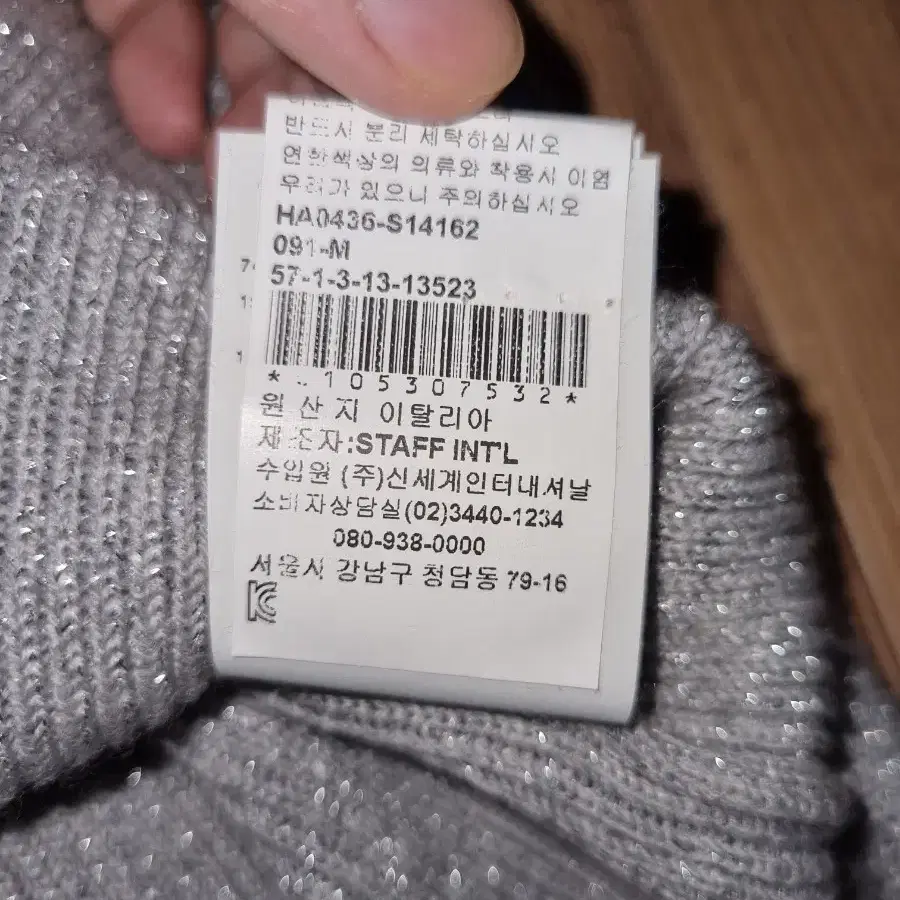 반드시 분리 세탁하십시오
연한색상의 의류와 착용시 이염
우려가 있으니 주의하십시오
HA0436-S14162
091-M
57-1-3-13-13523
105307532*
원 산 지 이탈리아
제 조 자:STAFF INT'L
수입원 (주)신세계인터내셔날
소비자상담실(02)3440-1234
080-938-0000
서울시 강남구 청담동 79-16